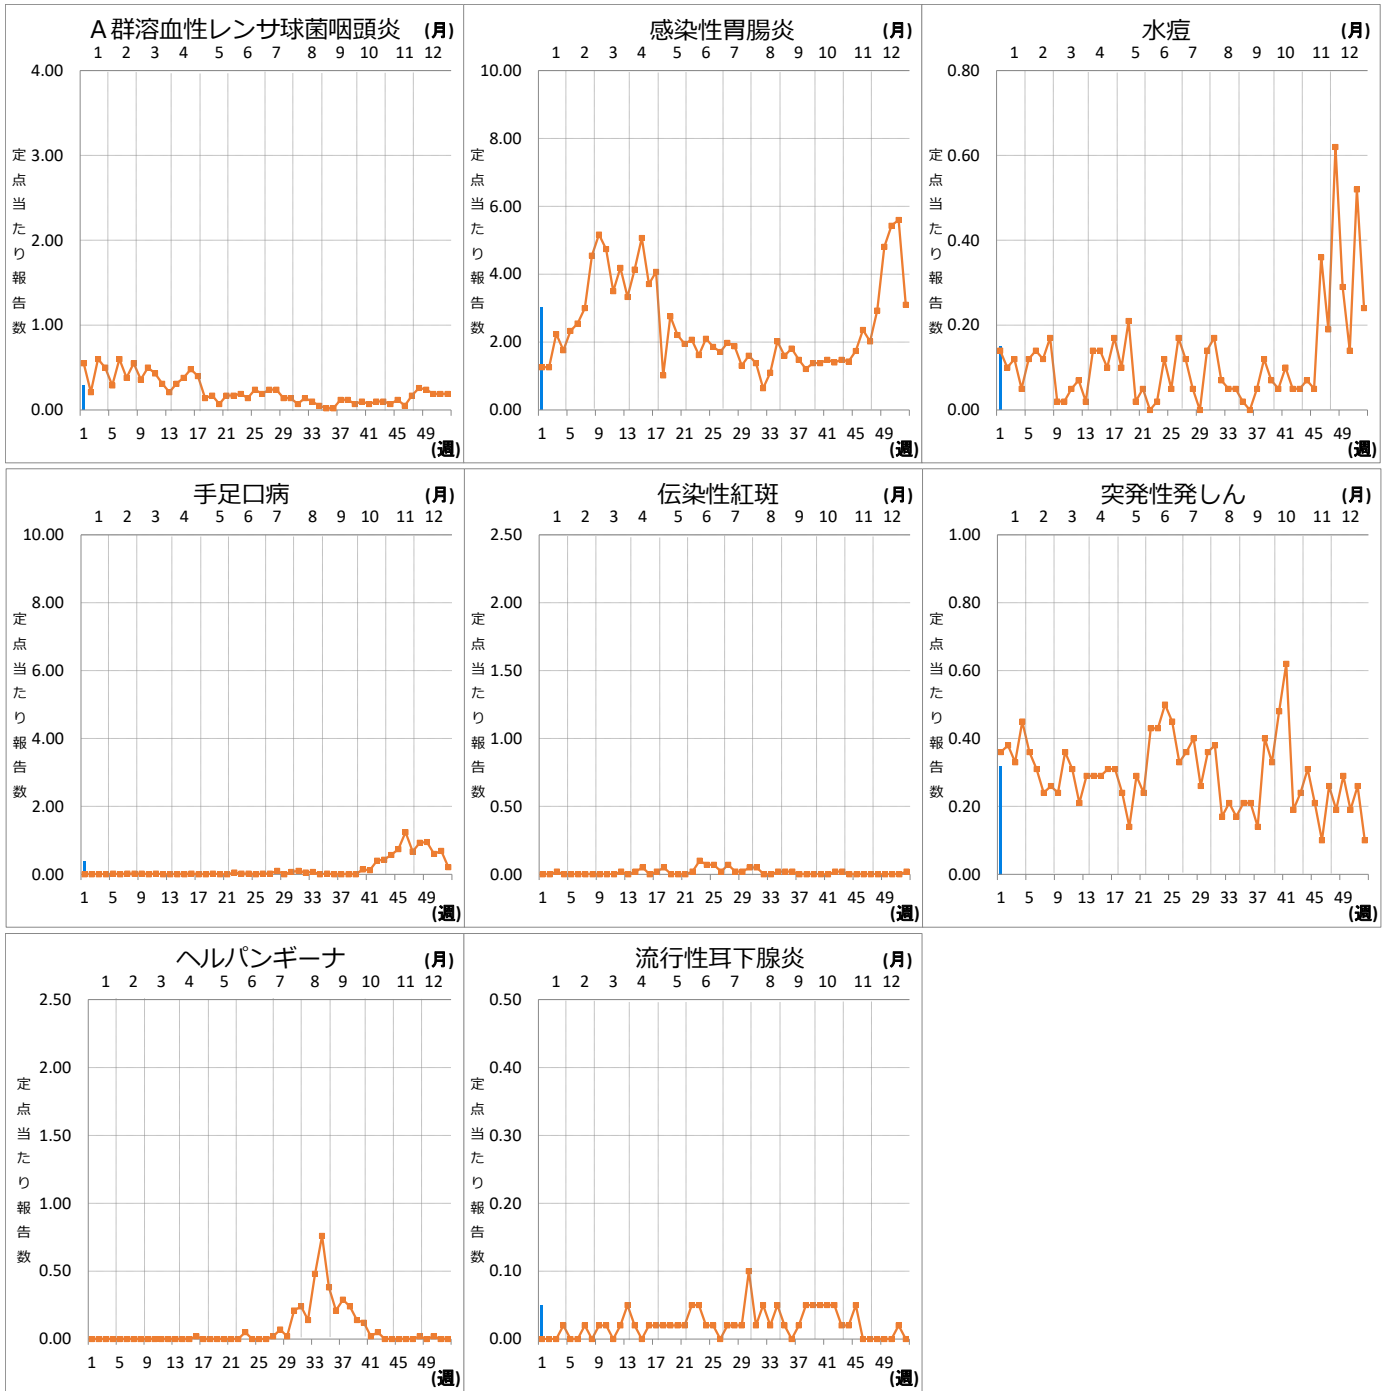 A群溶血性レンサ球菌咽頭炎 (月)
1 2 3 4 5 6 7 8 9 10 11 12
4.00
3.00
2.00
1.00
0.00
定点当たり報告数
1 5 9 13 17 21 25 29 33 37 41 45 49
(週)
感染性胃腸炎 (月)
1 2 3 4 5 6 7 8 9 10 11 12
10.00
8.00
6.00
4.00
2.00
0.00
定点当たり報告数
1 5 9 13 17 21 25 29 33 37 41 45 49
(週)
水痘 (月)
1 2 3 4 5 6 7 8 9 10 11 12
0.80
0.60
0.40
0.20
0.00
定点当たり報告数
1 5 9 13 17 21 25 29 33 37 41 45 49
(週)
手足口病 (月)
1 2 3 4 5 6 7 8 9 10 11 12
10.00
8.00
6.00
4.00
2.00
0.00
定点当たり報告数
1 5 9 13 17 21 25 29 33 37 41 45 49
(週)
伝染性紅斑 (月)
1 2 3 4 5 6 7 8 9 10 11 12
2.50
2.00
1.50
1.00
0.50
0.00
定点当たり報告数
1 5 9 13 17 21 25 29 33 37 41 45 49
(週)
突発性発しん (月)
1 2 3 4 5 6 7 8 9 10 11 12
1.00
0.80
0.60
0.40
0.20
0.00
定点当たり報告数
1 5 9 13 17 21 25 29 33 37 41 45 49
(週)
ヘルパンギーナ (月)
1 2 3 4 5 6 7 8 9 10 11 12
2.50
2.00
1.50
1.00
0.50
0.00
定点当たり報告数
1 5 9 13 17 21 25 29 33 37 41 45 49
(週)
流行性耳下腺炎 (月)
1 2 3 4 5 6 7 8 9 10 11 12
0.50
0.40
0.30
0.20
0.10
0.00
定点当たり報告数
1 5 9 13 17 21 25 29 33 37 41 45 49
(週)